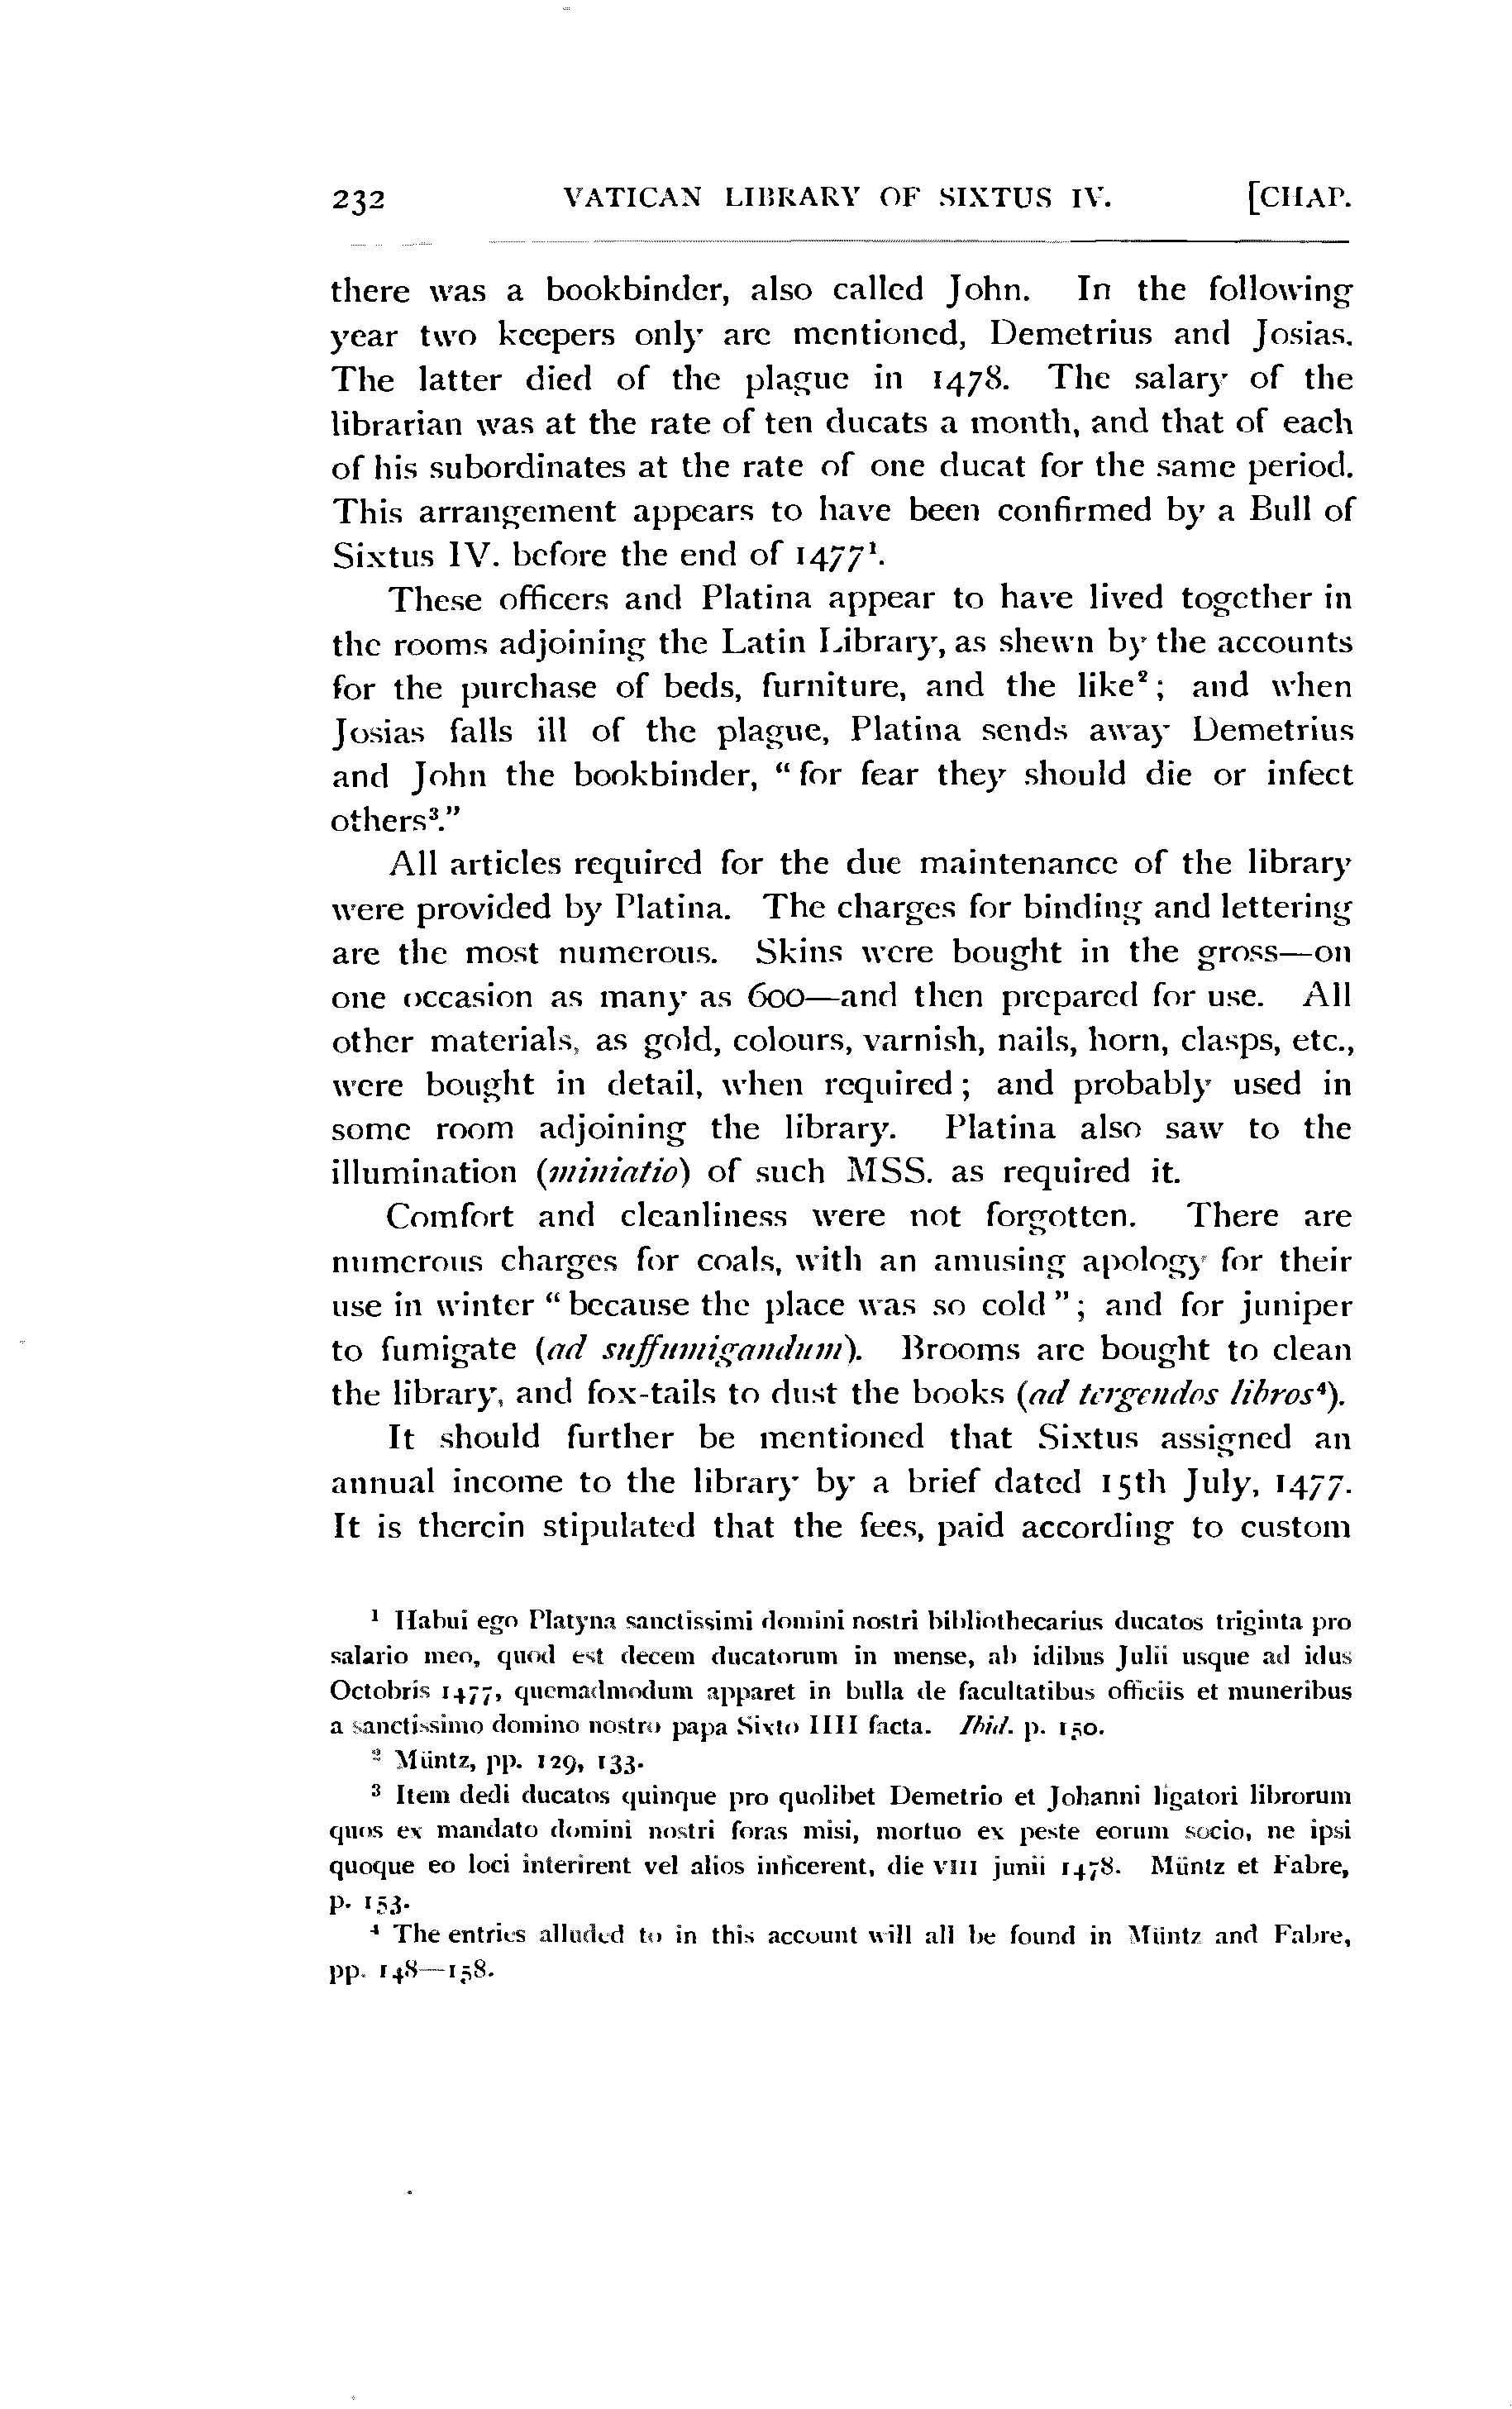 232 VATICAN LIBRARY OF SIXTUS IV. [CHAP.
there was a bookbinder, also called John. In the following
year two keepers only are mentioned, Demetrius and Josias.
The latter died of the plague in 1478. The salary of the
librarian was at the rate of ten ducats a month, and that of each
of his subordinates at the rate of one ducat for the same period.
This arrangement appears to have been confirmed by a Bull of
Sixtus IV. before the end of 1477¹.
These officers and Platina appear to have lived together in
the rooms adjoining the Latin Library, as shewn by the accounts
for the purchase of beds, furniture, and the like²; and when
Josias falls ill of the plague, Platina sends away Demetrius
and John the bookbinder, “for fear they should die or infect
others³.”
All articles required for the due maintenance of the library
were provided by Platina. The charges for binding and lettering
are the most numerous. Skins were bought in the gross—on
one occasion as many as 600—and then prepared for use. All
other materials, as gold, colours, varnish, nails, horn, clasps, etc.,
were bought in detail, when required; and probably used in
some room adjoining the library. Platina also saw to the
illumination (miniatio) of such MSS. as required it.
Comfort and cleanliness were not forgotten. There are
numerous charges for coals, with an amusing apology for their
use in winter “because the place was so cold”; and for juniper
to fumigate (ad suffumigandum). Brooms are bought to clean
the library, and fox-tails to dust the books (ad tergendos libros⁴).
It should further be mentioned that Sixtus assigned an
annual income to the library by a brief dated 15th July, 1477.
It is therein stipulated that the fees, paid according to custom
¹ Habui ego Platyna sanctissimi domini nostri bibliothecarius ducatos triginta pro
salario meo, quod est decem ducatorum in mense, ab idibus Julii usque ad idus
Octobris 1477, quemadmodum apparet in bulla de facultatibus officiis et muneribus
a sanctissimo domino nostro papa Sixto IIII facta. Ibid. p. 150.
² Müntz, pp. 129, 133.
³ Item dedi ducatos quinque pro quolibet Demetrio et Johanni ligatori librorum
quos ex mandato domini nostri foras misi, mortuo ex peste eorum socio, ne ipsi
quoque eo loci interirent vel alios inficerent, die VIII junii 1478. Müntz et Fabre,
p. 153.
⁴ The entries alluded to in this account will all be found in Müntz and Fabre,
pp. 148—158.